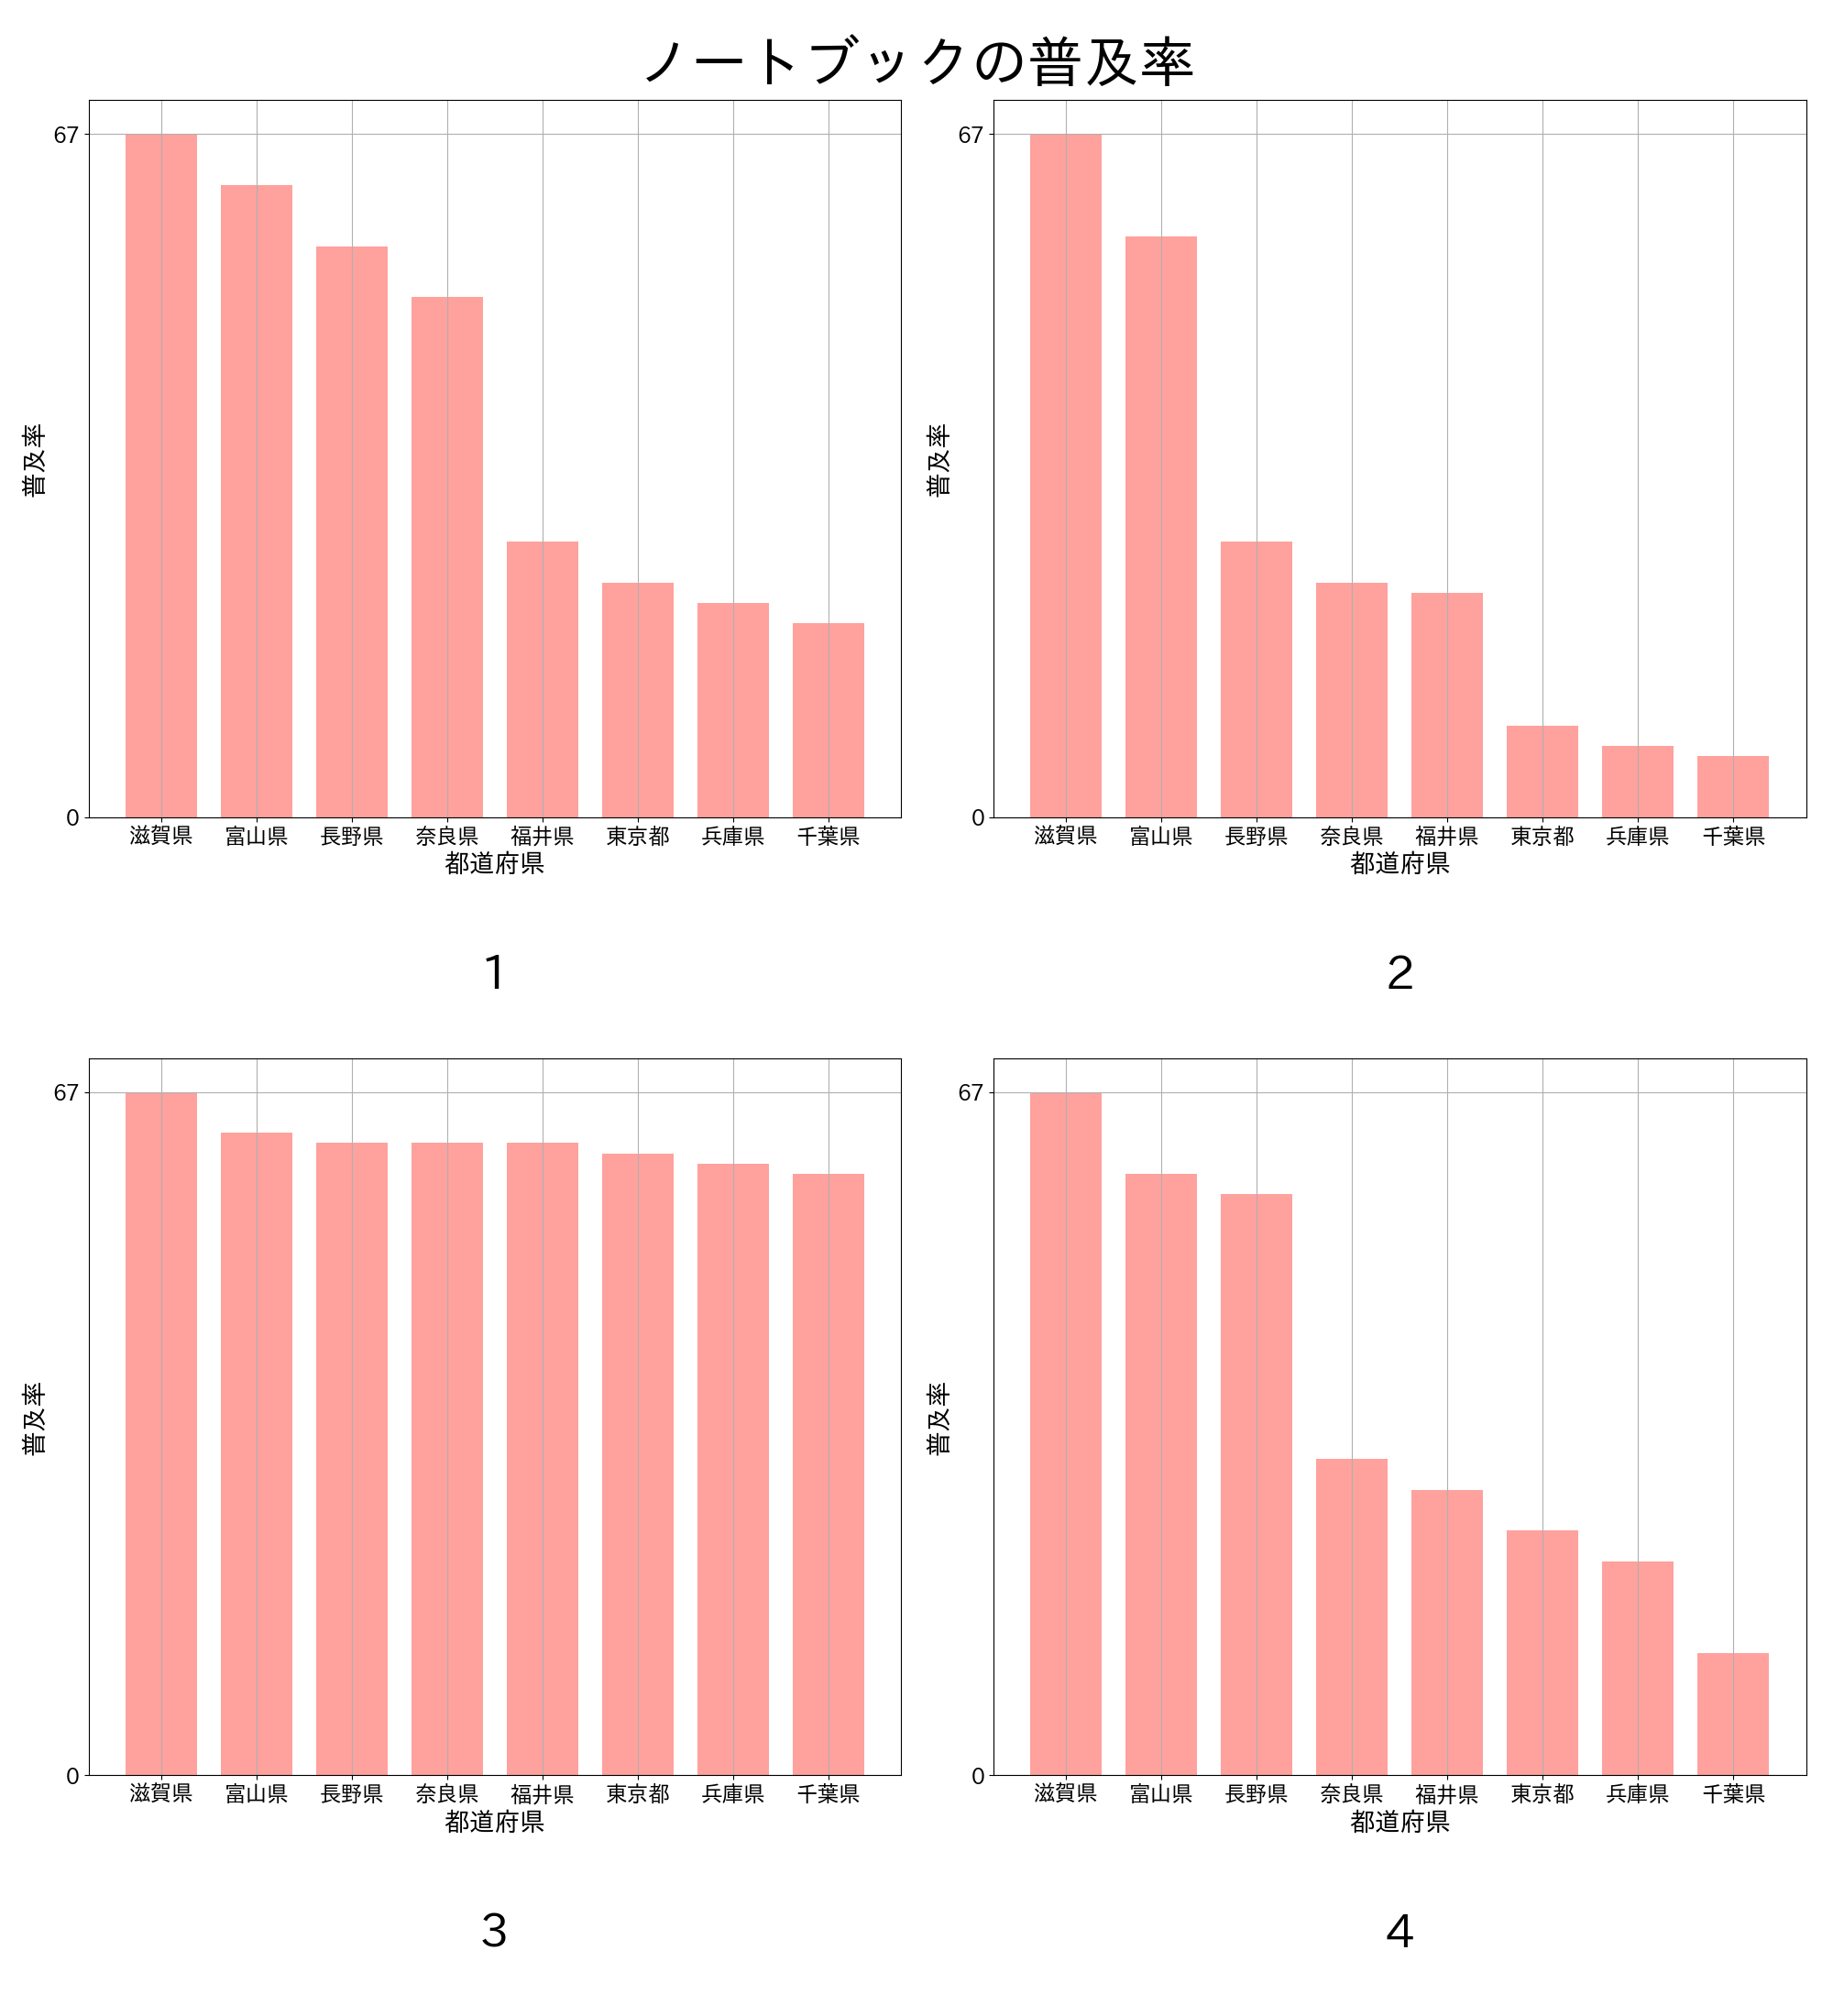 ノートブックの普及率
67
普及率
0
滋賀県 富山県 長野県 奈良県 福井県 東京都 兵庫県 千葉県
都道府県
1
67
普及率
0
滋賀県 富山県 長野県 奈良県 福井県 東京都 兵庫県 千葉県
都道府県
2
67
普及率
0
滋賀県 富山県 長野県 奈良県 福井県 東京都 兵庫県 千葉県
都道府県
3
67
普及率
0
滋賀県 富山県 長野県 奈良県 福井県 東京都 兵庫県 千葉県
都道府県
4